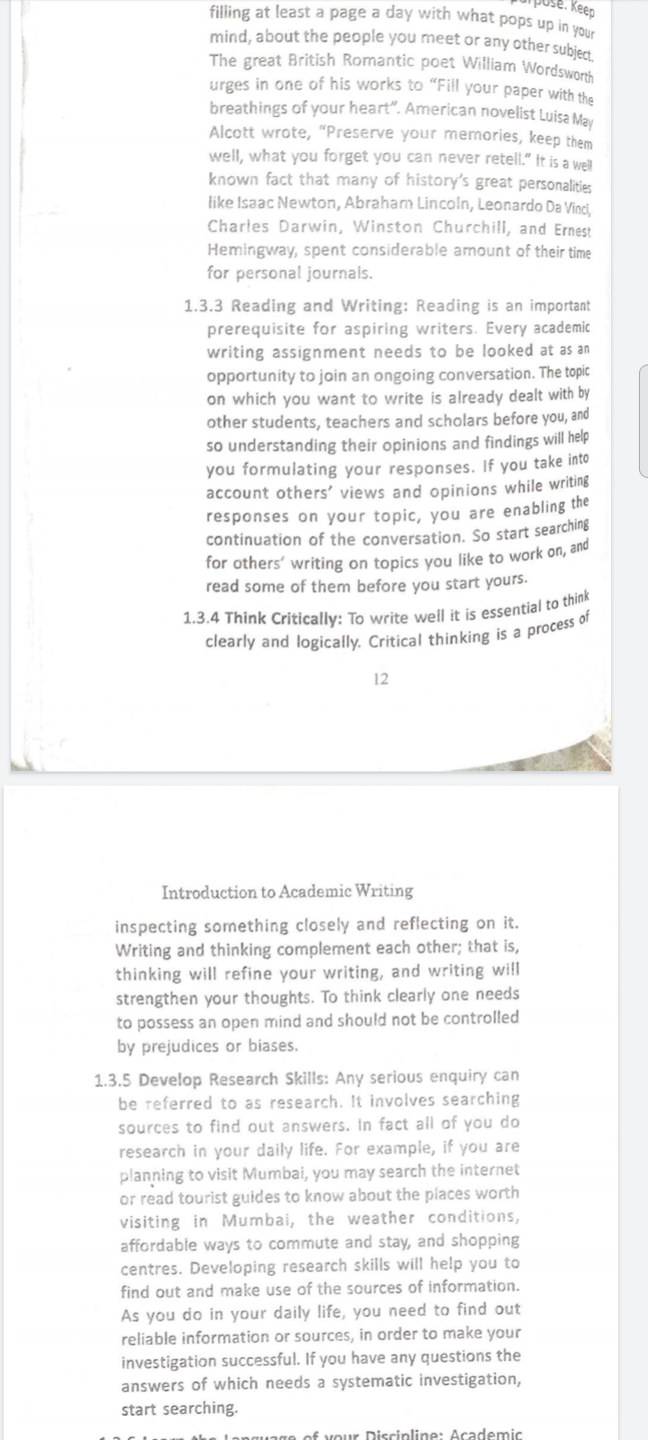 purpose. Keep
filling at least a page a day with what pops up in your
mind, about the people you meet or any other subject.
The great British Romantic poet William Wordsworth
urges in one of his works to “Fill your paper with the
breathings of your heart”. American novelist Luisa May
Alcott wrote, “Preserve your memories, keep them
well, what you forget you can never retell.” It is a well
known fact that many of history’s great personalities
like Isaac Newton, Abraham Lincoln, Leonardo Da Vinci,
Charles Darwin, Winston Churchill, and Ernest
Hemingway, spent considerable amount of their time
for personal journals.
1.3.3 Reading and Writing: Reading is an important
prerequisite for aspiring writers. Every academic
writing assignment needs to be looked at as an
opportunity to join an ongoing conversation. The topic
on which you want to write is already dealt with by
other students, teachers and scholars before you, and
so understanding their opinions and findings will help
you formulating your responses. If you take into
account others’ views and opinions while writing
responses on your topic, you are enabling the
continuation of the conversation. So start searching
for others’ writing on topics you like to work on, and
read some of them before you start yours.
1.3.4 Think Critically: To write well it is essential to think
clearly and logically. Critical thinking is a process of
12
Introduction to Academic Writing
inspecting something closely and reflecting on it.
Writing and thinking complement each other; that is,
thinking will refine your writing, and writing will
strengthen your thoughts. To think clearly one needs
to possess an open mind and should not be controlled
by prejudices or biases.
1.3.5 Develop Research Skills: Any serious enquiry can
be referred to as research. It involves searching
sources to find out answers. In fact all of you do
research in your daily life. For example, if you are
planning to visit Mumbai, you may search the internet
or read tourist guides to know about the places worth
visiting in Mumbai, the weather conditions,
affordable ways to commute and stay, and shopping
centres. Developing research skills will help you to
find out and make use of the sources of information.
As you do in your daily life, you need to find out
reliable information or sources, in order to make your
investigation successful. If you have any questions the
answers of which needs a systematic investigation,
start searching.
1.3.6 Learn the Language of your Discipline: Academic